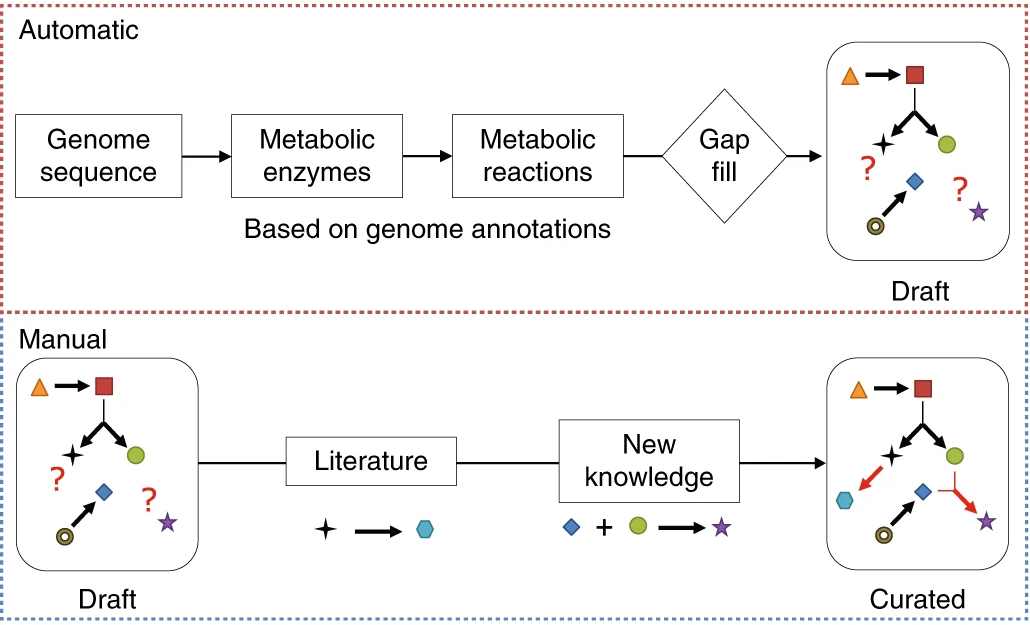 Automatic
Genome
sequence
Metabolic
enzymes
Metabolic
reactions
Gap
fill
Based on genome annotations
?
?
Draft
Manual
?
?
Draft
Literature
New
knowledge
+
Curated